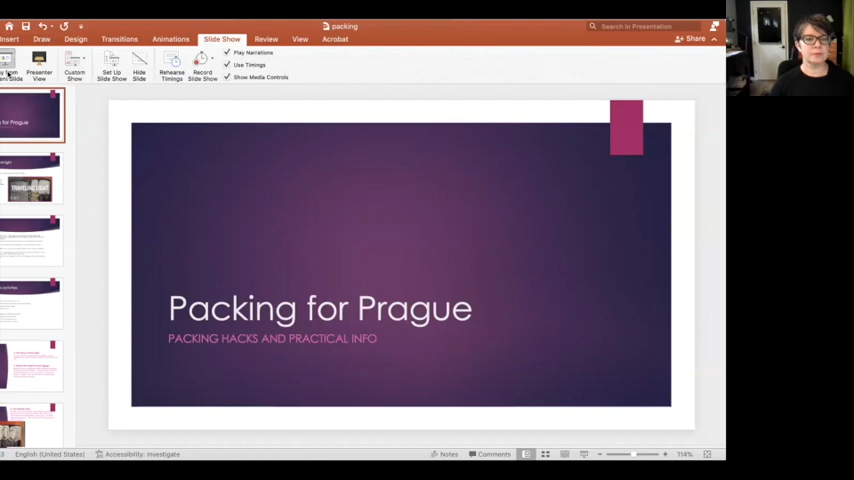 packing
Search in Presentation
Insert Draw Design Transitions Animations Slide Show Review View Acrobat
Share
Presenter View
Custom Show
Set Up Slide Show
Hide Slide
Rehearse Timings
Record Slide Show
Play Narrations
Use Timings
Show Media Controls
TRAVELING LIGHT
Packing for Prague
PACKING HACKS AND PRACTICAL INFO
English (United States)
Accessibility: Investigate
Notes
Comments
114%